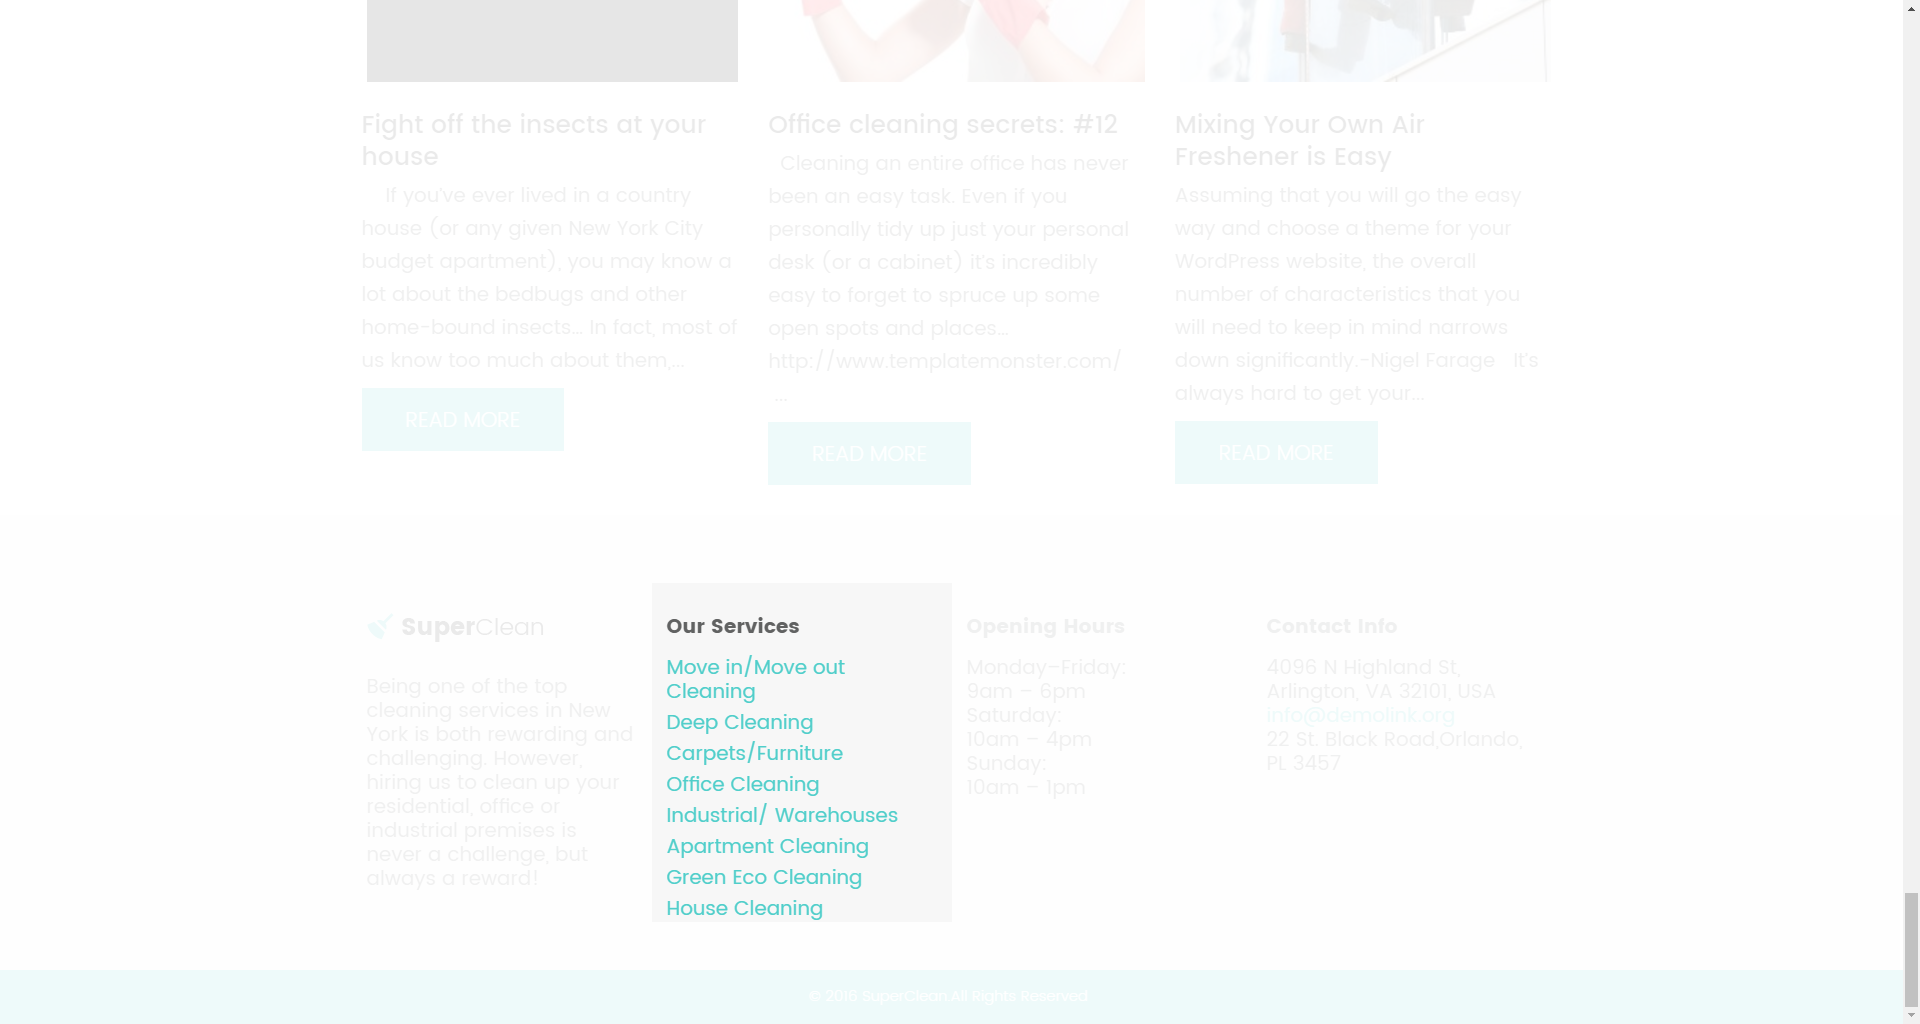 Fight off the insects at your
house
If you've ever lived in a country
house (or any given New York City
budget apartment), you may know a
lot about the bedbugs and other
home-bound insects... In fact, most of
us know too much about them,...
READ MORE
Office cleaning secrets: #12
Cleaning an entire office has never
been an easy task. Even if you
personally tidy up just your personal
desk (or a cabinet) it's incredibly
easy to forget to spruce up some
open spots and places...
http://www.templatemonster.com/
...
READ MORE
Mixing Your Own Air
Freshener is Easy
Assuming that you will go the easy
way and choose a theme for your
WordPress website, the overall
number of characteristics that you
will need to keep in mind narrows
down significantly.-Nigel Farage It's
always hard to get your...
READ MORE
SuperClean
Being one of the top
cleaning services in New
York is both rewarding and
challenging. However,
hiring us to clean up your
residential, office or
industrial premises is
never a challenge, but
always a reward!
Our Services
Move in/Move out
Cleaning
Deep Cleaning
Carpets/Furniture
Office Cleaning
Industrial/ Warehouses
Apartment Cleaning
Green Eco Cleaning
House Cleaning
Opening Hours
Monday–Friday:
9am – 6pm
Saturday:
10am – 4pm
Sunday:
10am – 1pm
Contact Info
4096 N Highland St,
Arlington, VA 32101, USA
info@demolink.org
22 St. Black Road,Orlando,
PL 3457
© 2016 SuperClean.All Rights Reserved